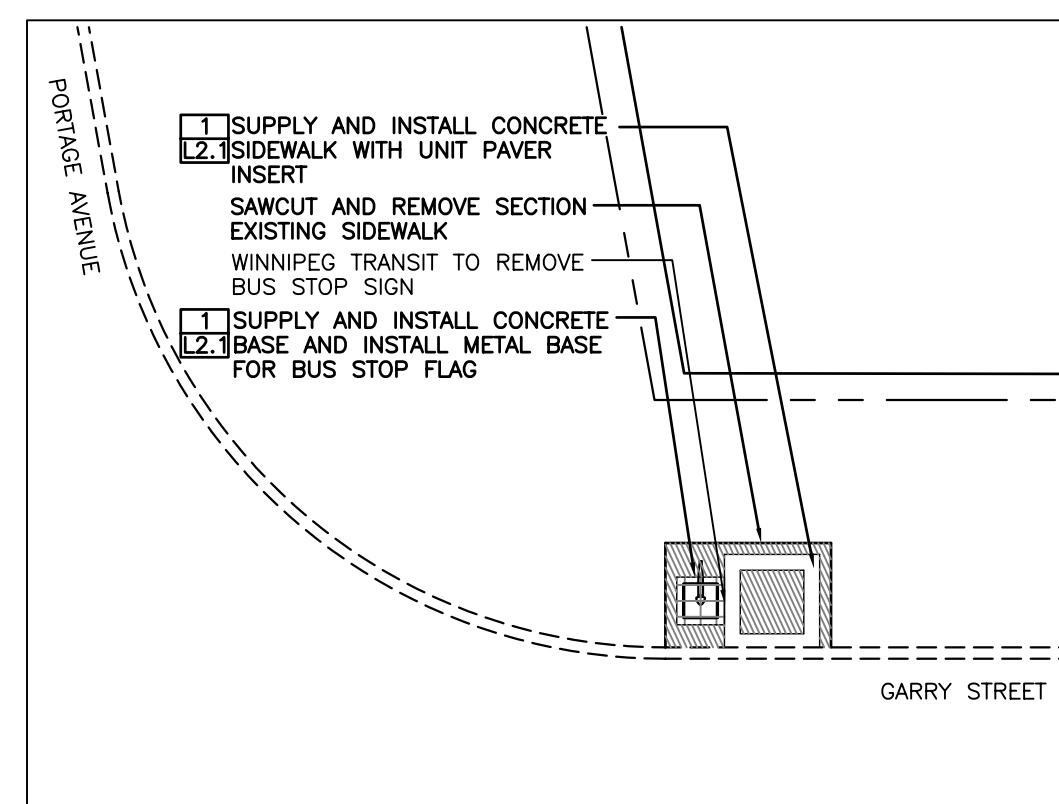 PORTAGE AVENUE
1 SUPPLY AND INSTALL CONCRETE
L2.1 SIDEWALK WITH UNIT PAVER
INSERT
SAWCUT AND REMOVE SECTION
EXISTING SIDEWALK
WINNIPEG TRANSIT TO REMOVE
BUS STOP SIGN
1 SUPPLY AND INSTALL CONCRETE
L2.1 BASE AND INSTALL METAL BASE
FOR BUS STOP FLAG
GARRY STREET